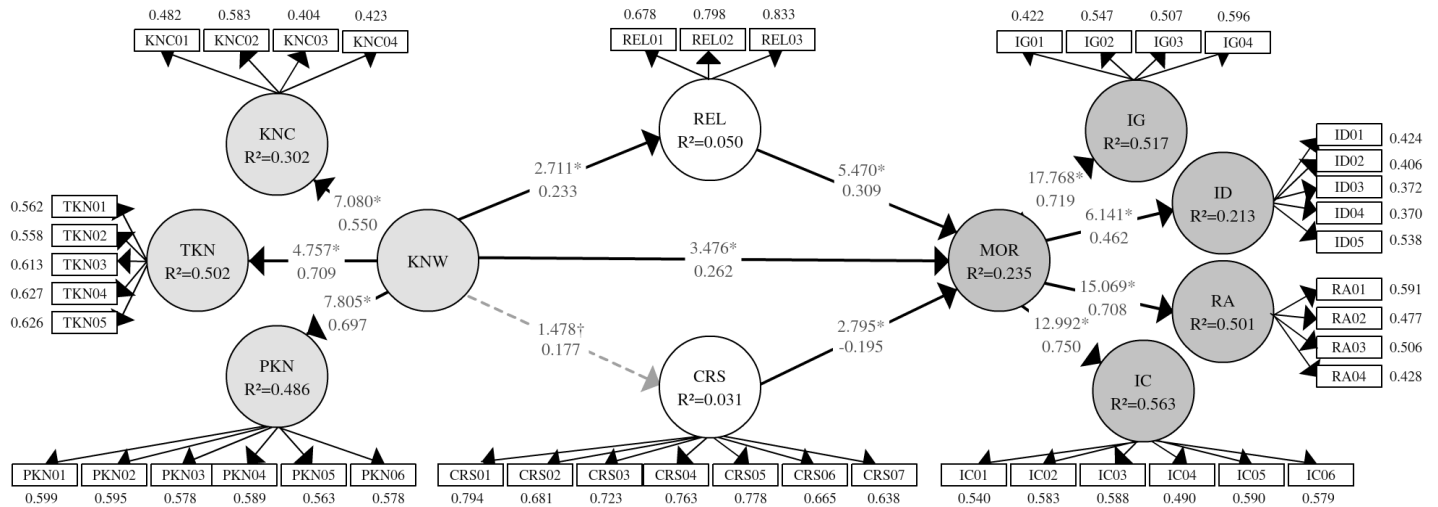 0.482 0.583 0.404 0.423
KNC01 KNC02 KNC03 KNC04
0.678 0.798 0.833
REL01 REL02 REL03
0.422 0.547 0.507 0.596
IG01 IG02 IG03 IG04
KNC
R²=0.302
REL
R²=0.050
IG
R²=0.517
ID01 0.424
ID02 0.406
ID03 0.372
ID04 0.370
ID05 0.538
ID
R²=0.213
0.562 TKN01
0.558 TKN02
0.613 TKN03
0.627 TKN04
0.626 TKN05
TKN
R²=0.502
7.080*
0.550
4.757*
0.709
7.805*
0.697
KNW
2.711*
0.233
3.476*
0.262
1.478†
0.177
5.470*
0.309
2.795*
-0.195
MOR
R²=0.235
17.768*
0.719
6.141*
0.462
15.069*
0.708
12.992*
0.750
RA
R²=0.501
RA01 0.591
RA02 0.477
RA03 0.506
RA04 0.428
PKN
R²=0.486
CRS
R²=0.031
IC
R²=0.563
PKN01 PKN02 PKN03 PKN04 PKN05 PKN06
0.599 0.595 0.578 0.589 0.563 0.578
CRS01 CRS02 CRS03 CRS04 CRS05 CRS06 CRS07
0.794 0.681 0.723 0.763 0.778 0.665 0.638
IC01 IC02 IC03 IC04 IC05 IC06
0.540 0.583 0.588 0.490 0.590 0.579